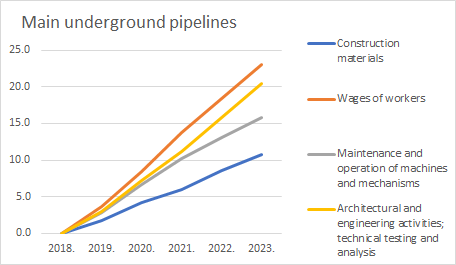 Main underground pipelines
25.0
20.0
15.0
10.0
5.0
0.0
2018.
2019.
2020.
2021.
2022.
2023.
Construction
materials
Wages of workers
Maintenance and
operation of machines
and mechanisms
Architectural and
engineering activities;
technical testing and
analysis